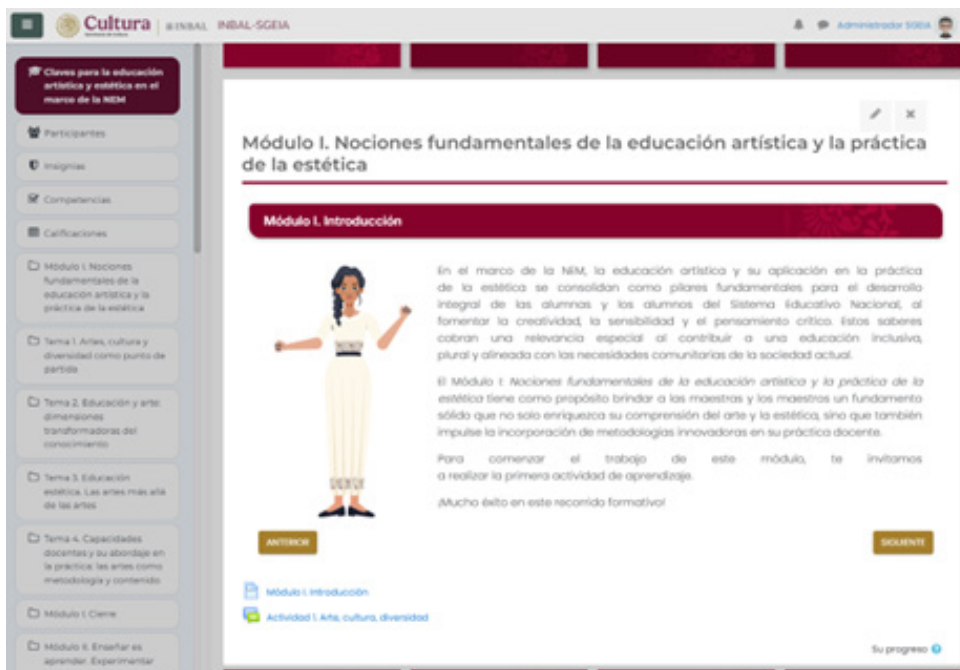 Cultura
Secretaría de Cultura
INBAL
INBAL-SGEIA
Administrador SGEIA
Claves para la educación
artística y estética en el
marco de la NEM
Participantes
Insignias
Competencias
Calificaciones
Módulo I. Nociones
fundamentales de la
educación artística y la
práctica de la estética
Tema 1. Artes, cultura y
diversidad como punto de
partida
Tema 2. Educación y arte:
dimensiones
transformadoras del
conocimiento
Tema 3. Educación
estética. Las artes más allá
de las artes
Tema 4. Capacidades
docentes y su abordaje en
la práctica: las artes como
metodología y contenido
Módulo I. Cierre
Módulo II. Enseñar es
aprender. Experimentar
Módulo I. Nociones fundamentales de la educación artística y la práctica
de la estética
Módulo I. Introducción
En el marco de la NEM, la educación artística y su aplicación en la práctica
de la estética se consolidan como pilares fundamentales para el desarrollo
integral de las alumnas y los alumnos del Sistema Educativo Nacional, al
fomentar la creatividad, la sensibilidad y el pensamiento crítico. Estos saberes
cobran una relevancia especial al contribuir a una educación inclusiva,
plural y alineada con las necesidades comunitarias de la sociedad actual.
El Módulo I: Nociones fundamentales de la educación artística y la práctica de la
estética tiene como propósito brindar a las maestras y los maestros un fundamento
sólido que no solo enriquezca su comprensión del arte y la estética, sino que también
impulse la incorporación de metodologías innovadoras en su práctica docente.
Para comenzar el trabajo de este módulo, te invitamos
a realizar la primera actividad de aprendizaje.
¡Mucho éxito en este recorrido formativo!
ANTERIOR
SIGUIENTE
Módulo I. Introducción
Actividad 1. Arte, cultura, diversidad
Su progreso